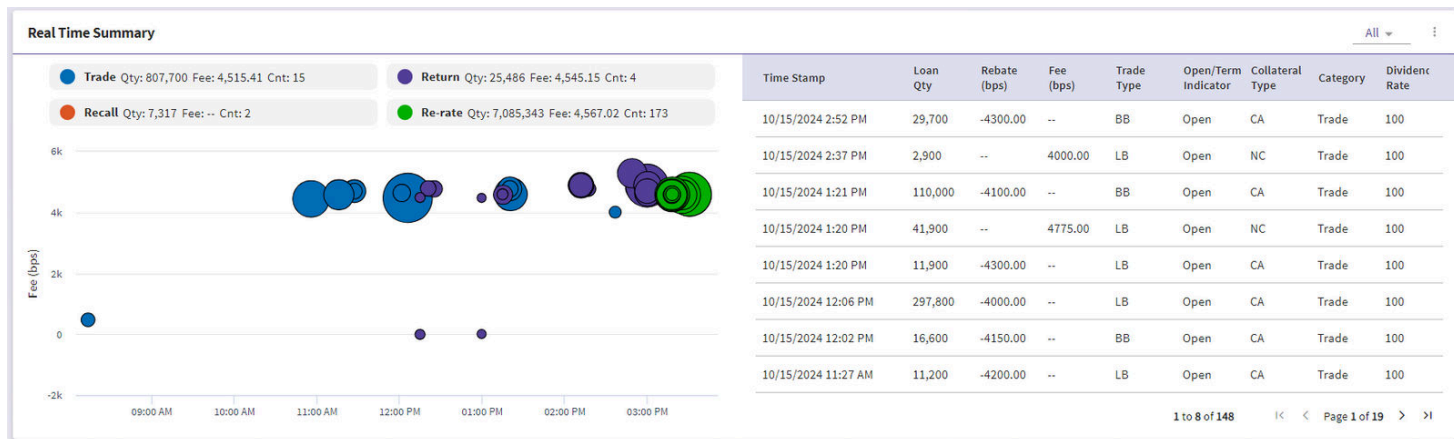 Real Time Summary
All
Trade Qty: 807,700 Fee: 4,515.41 Cnt: 15
Return Qty: 25,486 Fee: 4,545.15 Cnt: 4
Recall Qty: 7,317 Fee: -- Cnt: 2
Re-rate Qty: 7,085,343 Fee: 4,567.02 Cnt: 173
6k
4k
2k
0
-2k
Fee (bps)
09:00 AM 10:00 AM 11:00 AM 12:00 PM 01:00 PM 02:00 PM 03:00 PM
Time Stamp Loan Qty Rebate (bps) Fee (bps) Trade Type Open/Term Indicator Collateral Type Category Dividend Rate
10/15/2024 2:52 PM 29,700 -4300.00 -- BB Open CA Trade 100
10/15/2024 2:37 PM 2,900 -- 4000.00 LB Open NC Trade 100
10/15/2024 1:21 PM 110,000 -4100.00 -- BB Open CA Trade 100
10/15/2024 1:20 PM 41,900 -- 4775.00 LB Open NC Trade 100
10/15/2024 1:20 PM 11,900 -4300.00 -- LB Open CA Trade 100
10/15/2024 12:06 PM 297,800 -4000.00 -- LB Open CA Trade 100
10/15/2024 12:02 PM 16,600 -4150.00 -- BB Open CA Trade 100
10/15/2024 11:27 AM 11,200 -4200.00 -- LB Open CA Trade 100
1 to 8 of 148 Page 1 of 19